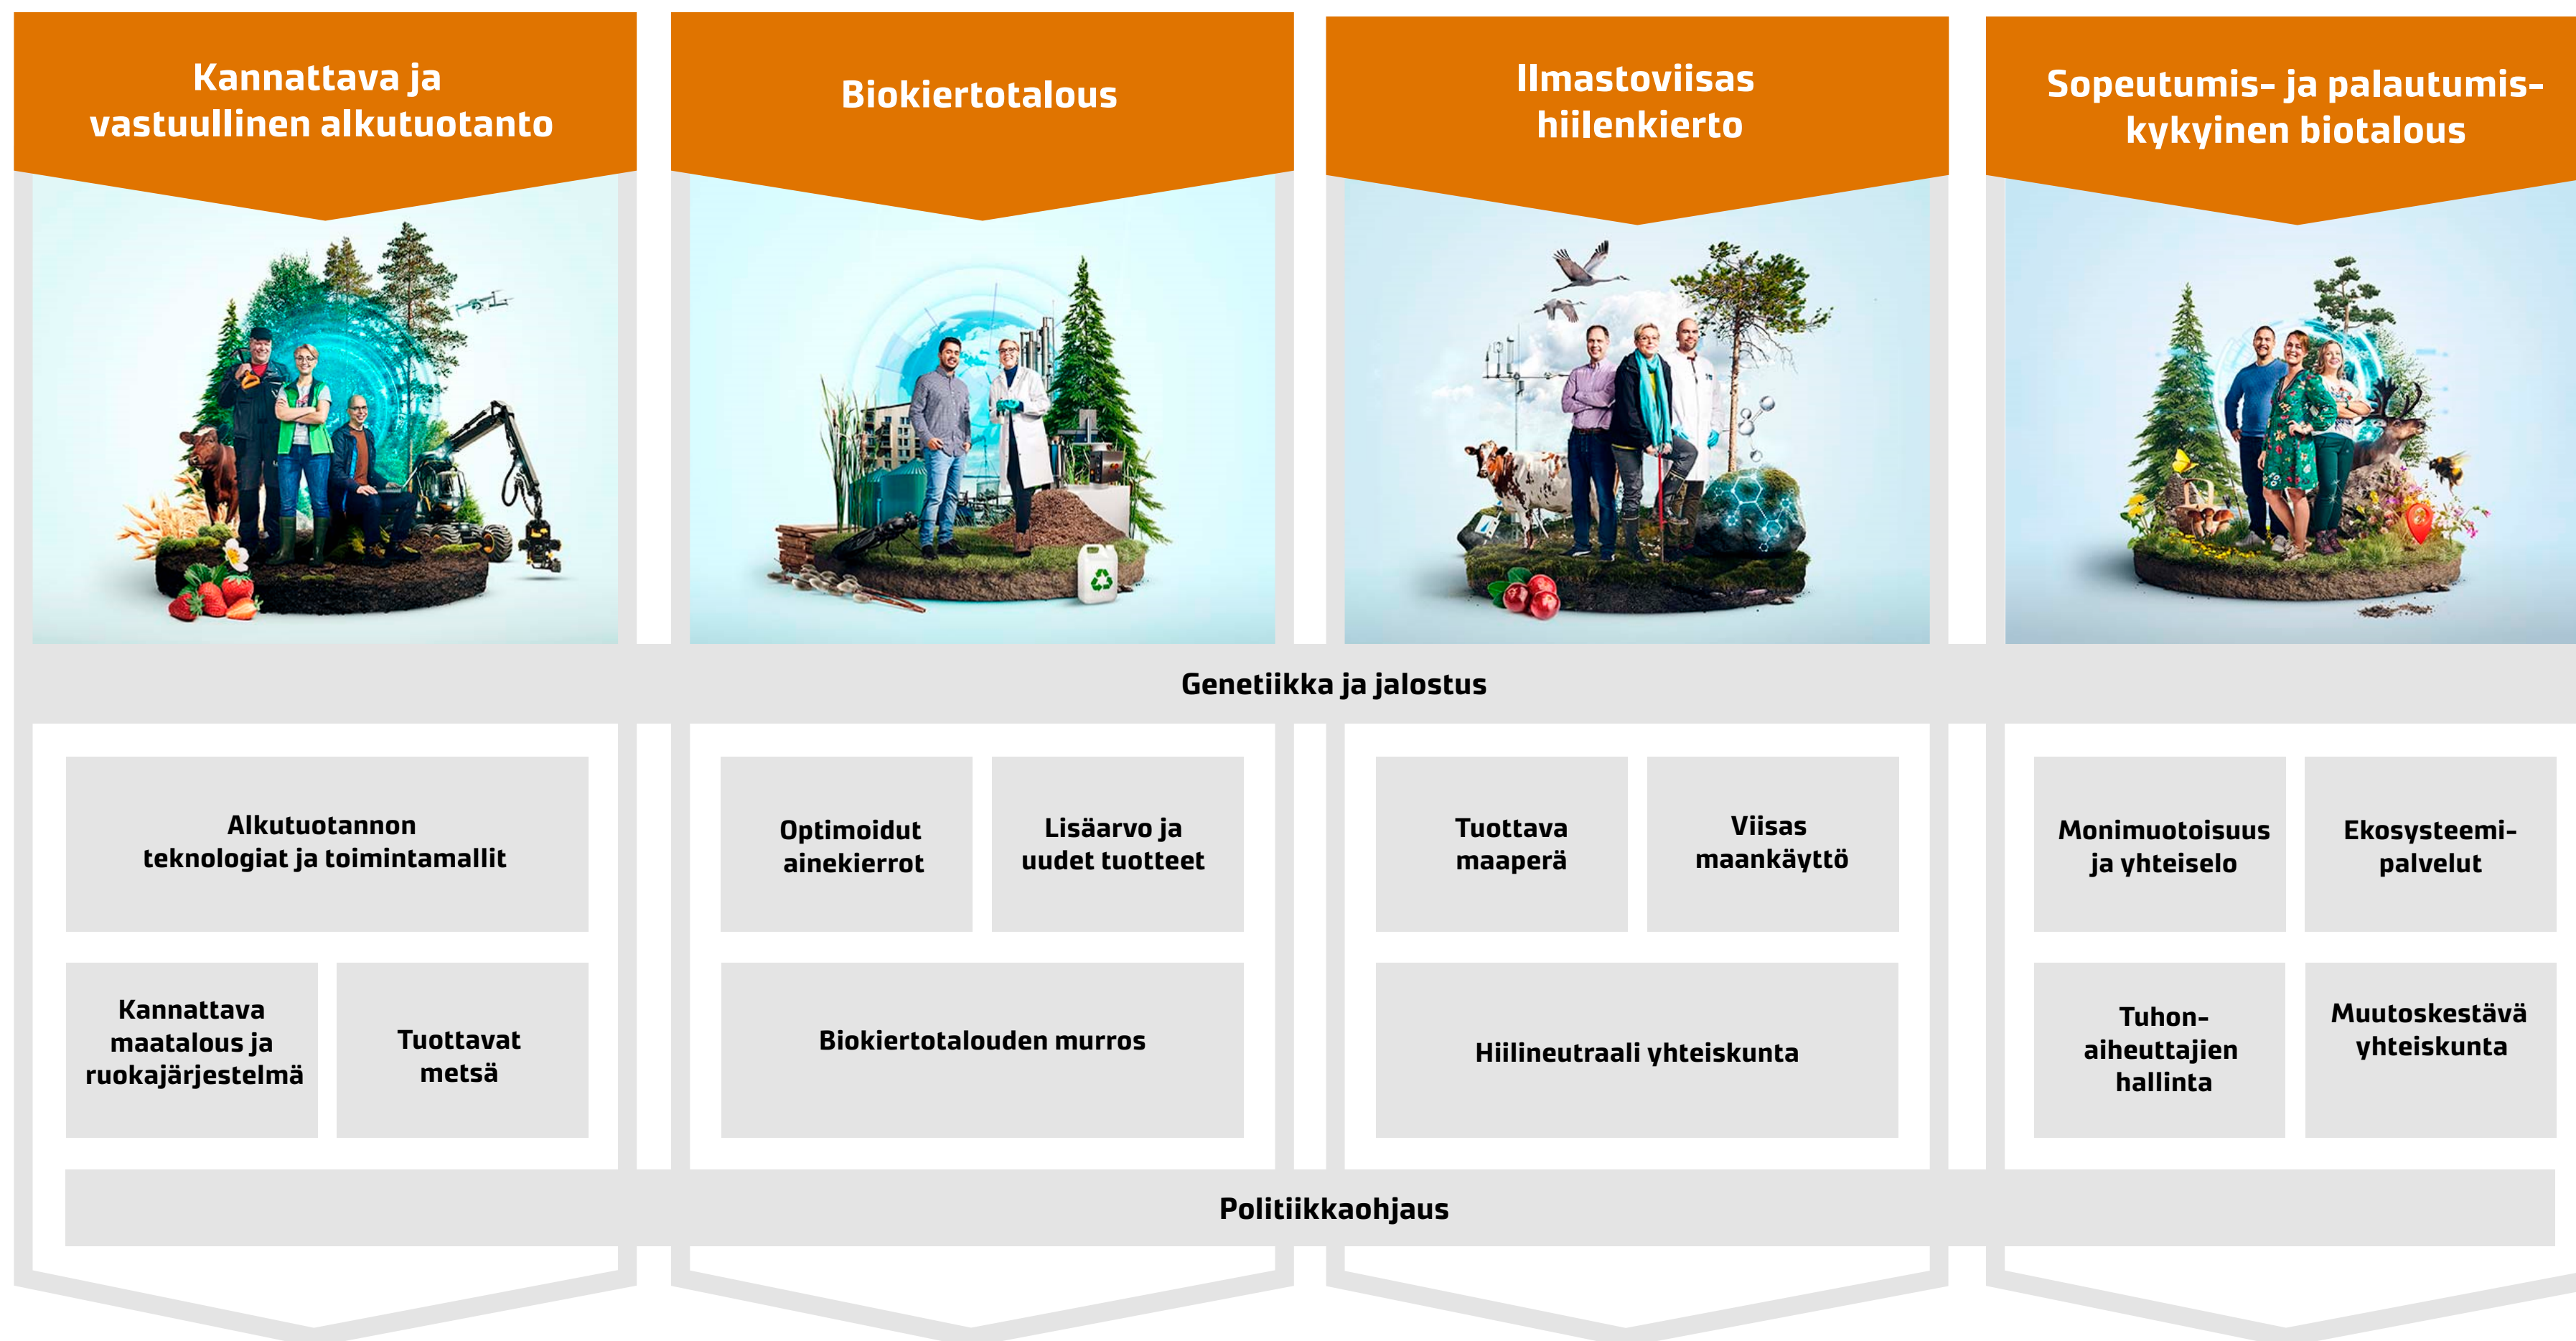 Kannattava ja
vastuullinen alkutuotanto
Biokiertotalous
Ilmastoviisas
hiilenkierto
Sopeutumis- ja palautumis-
kykyinen biotalous
Genetiikka ja jalostus
Alkutuotannon
teknologiat ja toimintamallit
Kannattava
maatalous ja
ruokajärjestelmä
Tuottavat
metsä
Optimoidut
ainekierrot
Lisäarvo ja
uudet tuotteet
Biokiertotalouden murros
Tuottava
maaperä
Viisas
maankäyttö
Hiilineutraali yhteiskunta
Monimuotoisuus
ja yhteiselo
Ekosysteemi-
palvelut
Tuhon-
aiheuttajien
hallinta
Muutoskestävä
yhteiskunta
Politiikkaohjaus